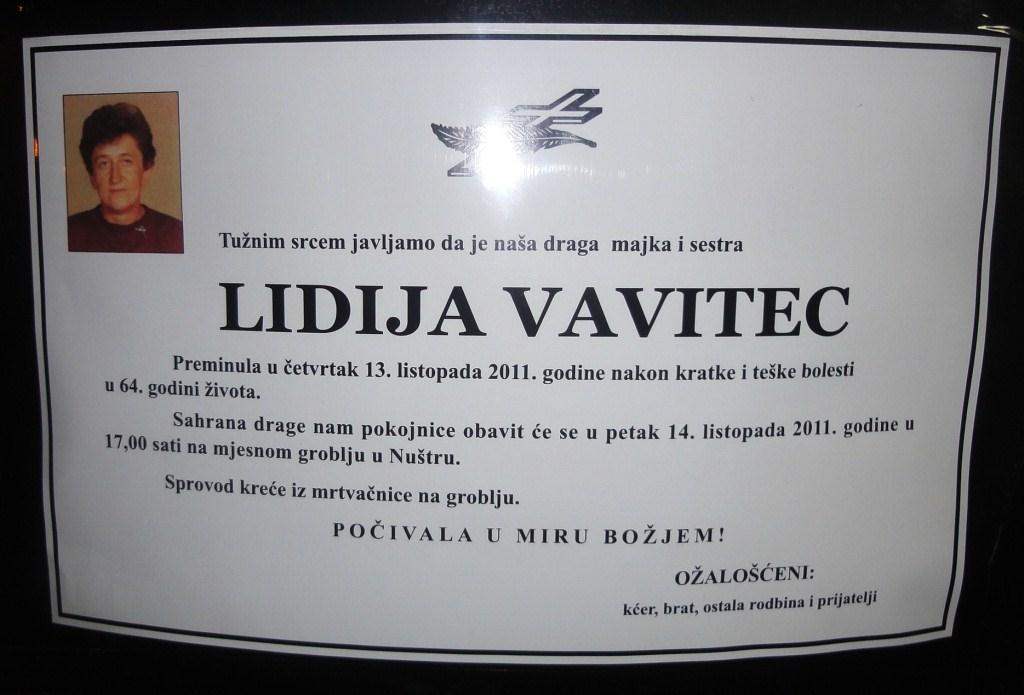 Tužnim srcem javljamo da je naša draga majka i sestra
LIDIJA VAVITEC
Preminula u četvrtak 13. listopada 2011. godine nakon kratke i teške bolesti
u 64. godini života.
Sahrana drage nam pokojnice obavit će se u petak 14. listopada 2011. godine u
17,00 sati na mjesnom groblju u Nuštru.
Sprovod kreće iz mrtvačnice na groblju.
POČIVALA U MIRU BOŽJEM!
OŽALOŠĆENI:
kćer, brat, ostala rodbina i prijatelji